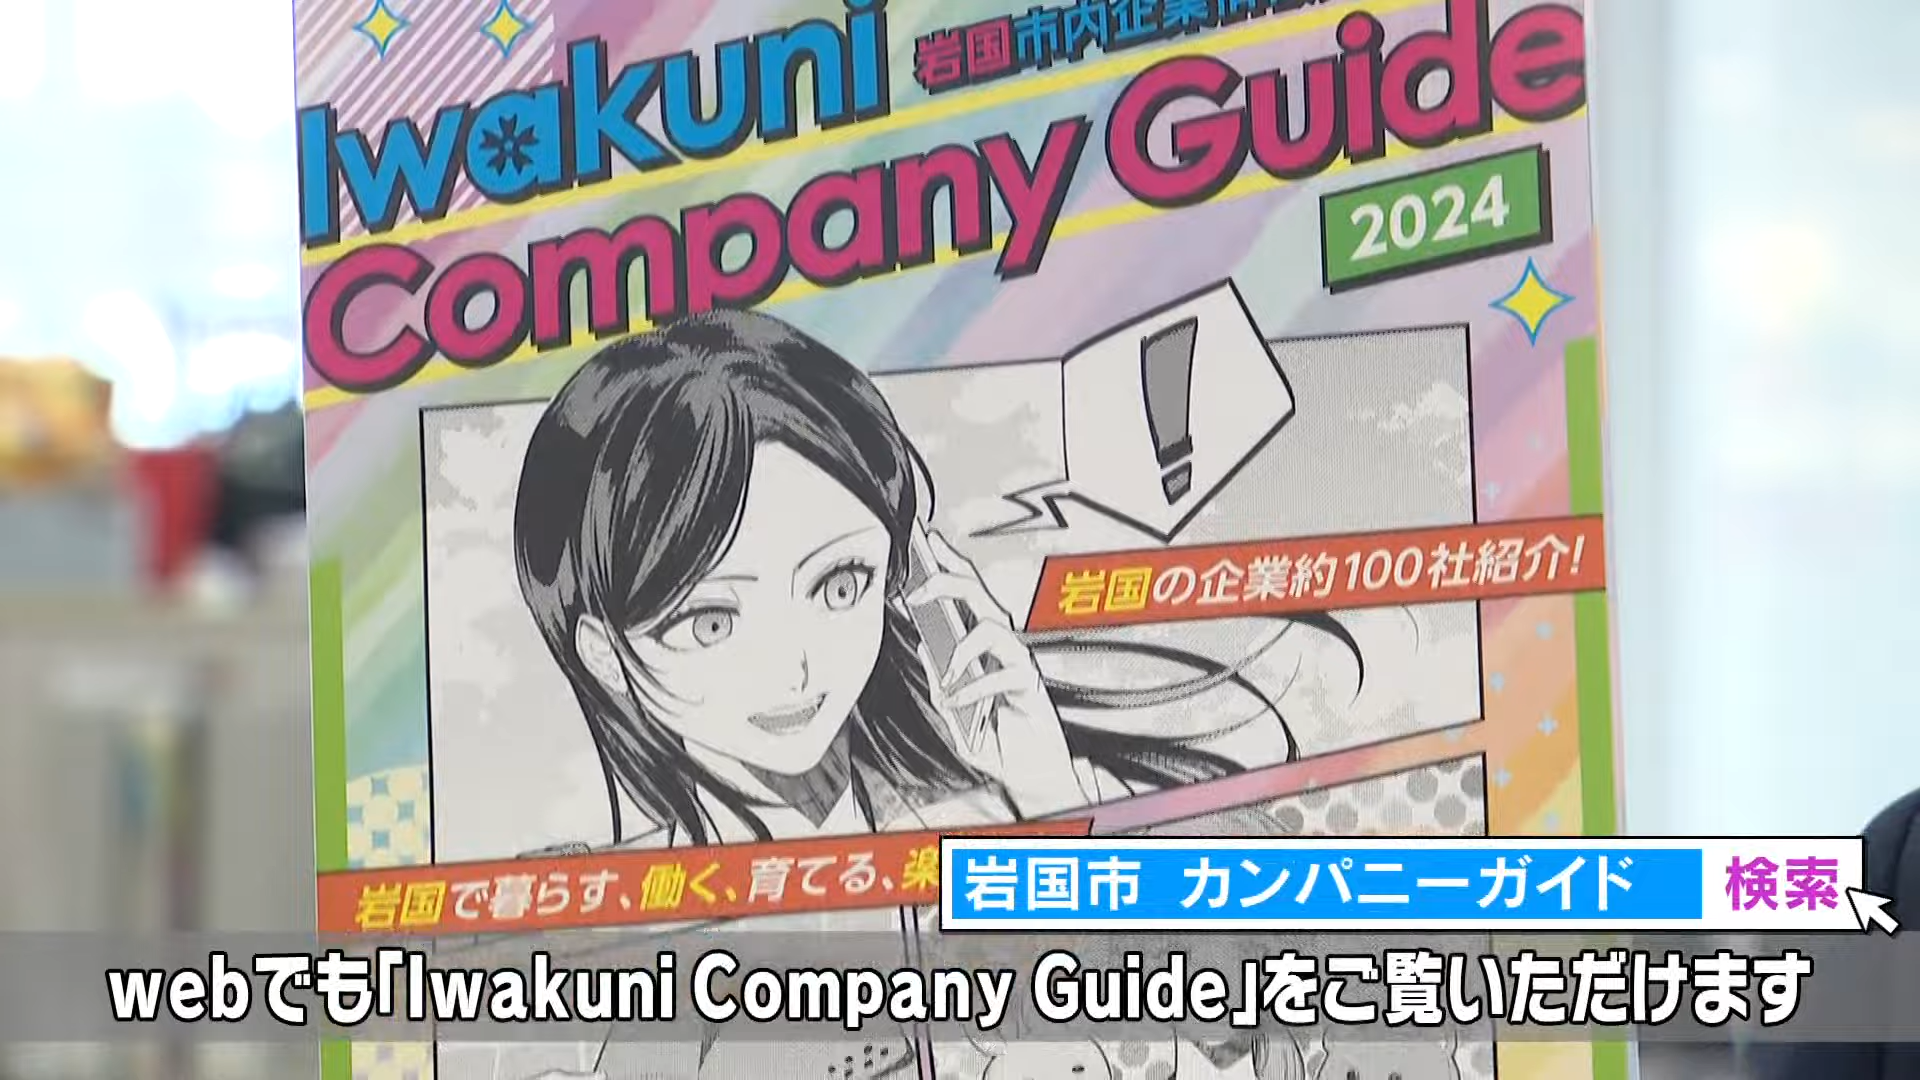 岩国市内企業
Iwakuni
Company Guide
2024
!
岩国の企業約100社紹介!
岩国で暮らす、働く、育てる、楽
岩国市 カンパニーガイド 検索
webでも「Iwakuni Company Guide」をご覧いただけます